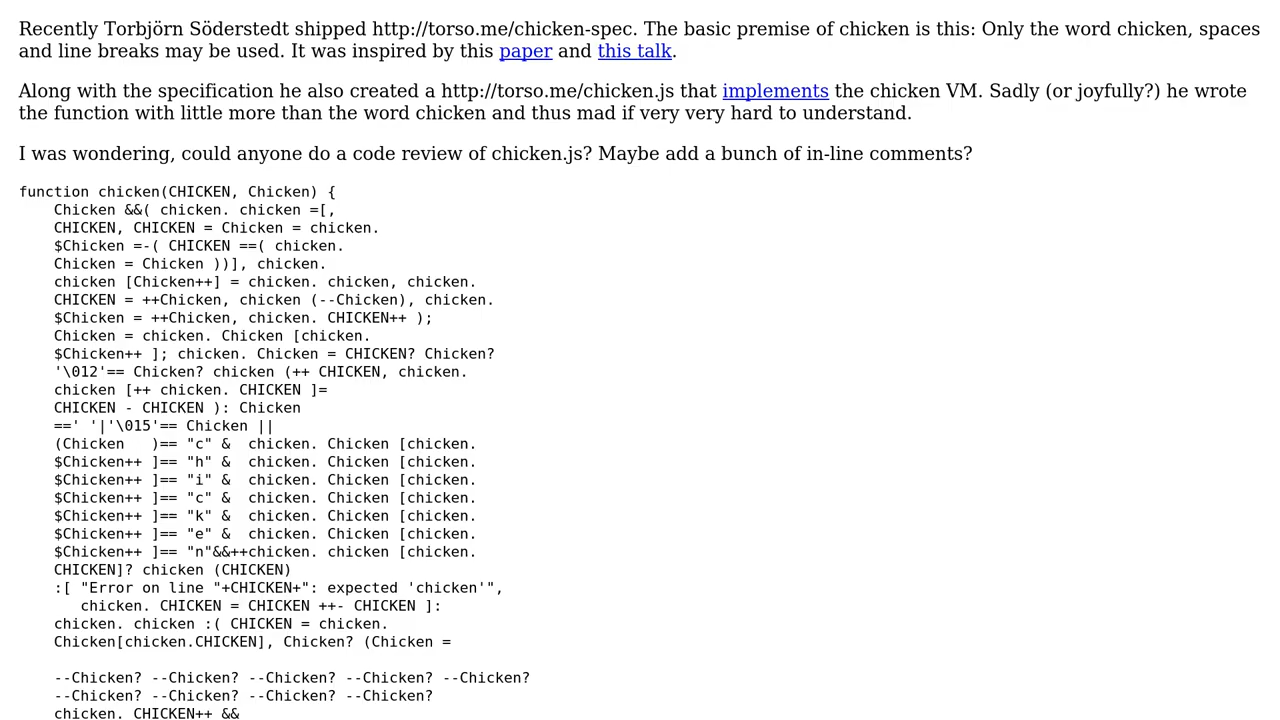 Recently Torbjörn Söderstedt shipped http://torso.me/chicken-spec. The basic premise of chicken is this: Only the word chicken, spaces
and line breaks may be used. It was inspired by this paper and this talk.
Along with the specification he also created a http://torso.me/chicken.js that implements the chicken VM. Sadly (or joyfully?) he wrote
the function with little more than the word chicken and thus mad if very very hard to understand.
I was wondering, could anyone do a code review of chicken.js? Maybe add a bunch of in-line comments?
function chicken(CHICKEN, Chicken) {
    Chicken &&( chicken. chicken =[,
    CHICKEN, CHICKEN = Chicken = chicken.
    $Chicken =-( CHICKEN ==( chicken.
    Chicken = Chicken ))], chicken.
    chicken [Chicken++] = chicken. chicken, chicken.
    CHICKEN = ++Chicken, chicken (--Chicken), chicken.
    $Chicken = ++Chicken, chicken. CHICKEN++ );
    Chicken = chicken. Chicken [chicken.
    $Chicken++ ]; chicken. Chicken = CHICKEN? Chicken?
    '\012'== Chicken? chicken (++ CHICKEN, chicken.
    chicken [++ chicken. CHICKEN ]=
    CHICKEN - CHICKEN ): Chicken
    ==' '|'\015'== Chicken ||
    (Chicken   )== "c" &  chicken. Chicken [chicken.
    $Chicken++ ]== "h" &  chicken. Chicken [chicken.
    $Chicken++ ]== "i" &  chicken. Chicken [chicken.
    $Chicken++ ]== "c" &  chicken. Chicken [chicken.
    $Chicken++ ]== "k" &  chicken. Chicken [chicken.
    $Chicken++ ]== "e" &  chicken. Chicken [chicken.
    $Chicken++ ]== "n"&&++chicken. chicken [chicken.
    CHICKEN]? chicken (CHICKEN)
    :[ "Error on line "+CHICKEN+": expected 'chicken'",
       chicken. CHICKEN = CHICKEN ++- CHICKEN ]:
    chicken. chicken :( CHICKEN = chicken.
    Chicken[chicken.CHICKEN], Chicken? (Chicken =
    --Chicken? --Chicken? --Chicken? --Chicken? --Chicken?
    --Chicken? --Chicken? --Chicken? --Chicken?
    chicken. CHICKEN++ &&